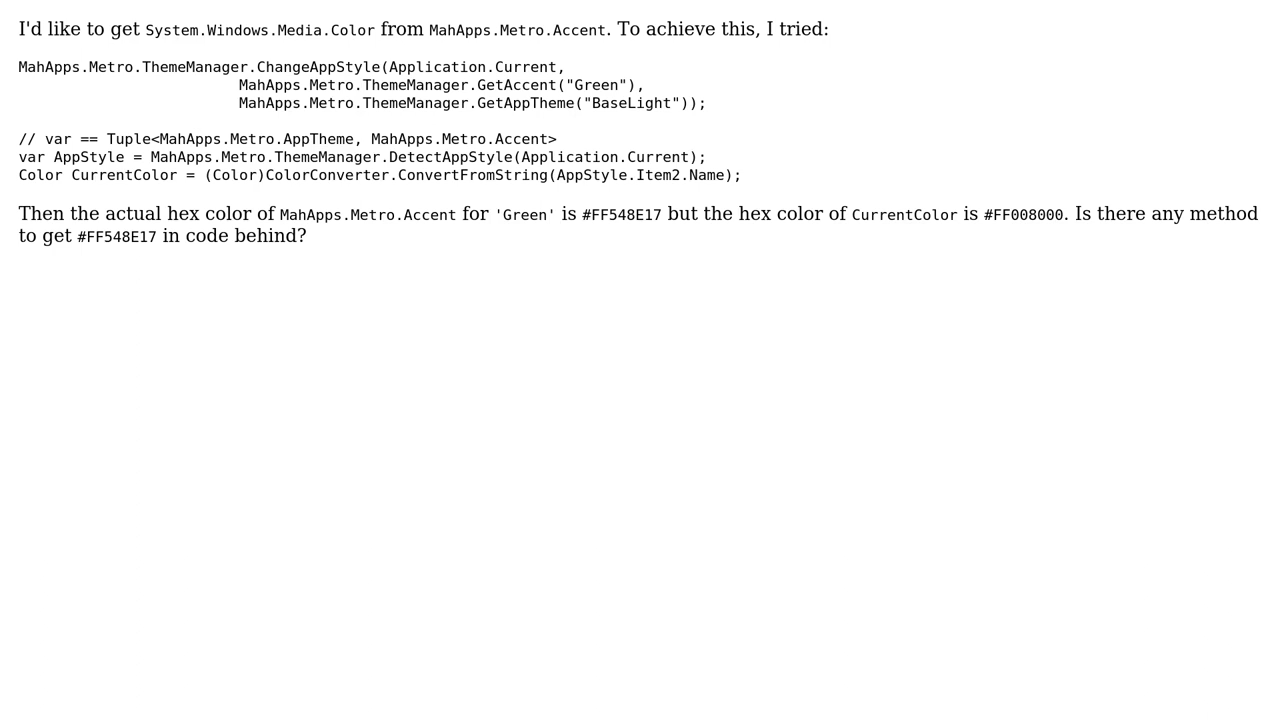 I'd like to get System.Windows.Media.Color from MahApps.Metro.Accent. To achieve this, I tried:
MahApps.Metro.ThemeManager.ChangeAppStyle(Application.Current,
MahApps.Metro.ThemeManager.GetAccent("Green"),
MahApps.Metro.ThemeManager.GetAppTheme("BaseLight"));
// var == Tuple<MahApps.Metro.AppTheme, MahApps.Metro.Accent>
var AppStyle = MahApps.Metro.ThemeManager.DetectAppStyle(Application.Current);
Color CurrentColor = (Color)ColorConverter.ConvertFromString(AppStyle.Item2.Name);
Then the actual hex color of MahApps.Metro.Accent for 'Green' is #FF548E17 but the hex color of CurrentColor is #FF008000. Is there any method
to get #FF548E17 in code behind?